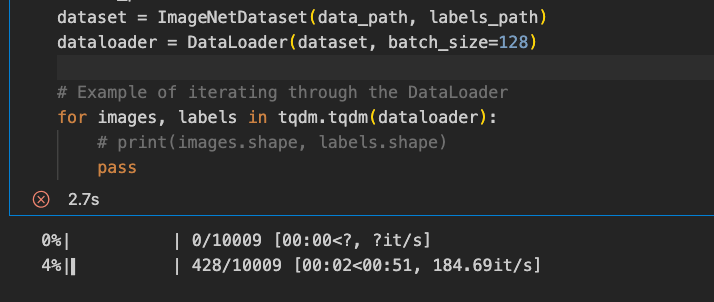 dataset = ImageNetDataset(data_path, labels_path)
dataloader = DataLoader(dataset, batch_size=128)
# Example of iterating through the DataLoader
for images, labels in tqdm.tqdm(dataloader):
# print(images.shape, labels.shape)
pass
2.7s
0%| | 0/10009 [00:00<?, ?it/s]
4%| | 428/10009 [00:02<00:51, 184.69it/s]